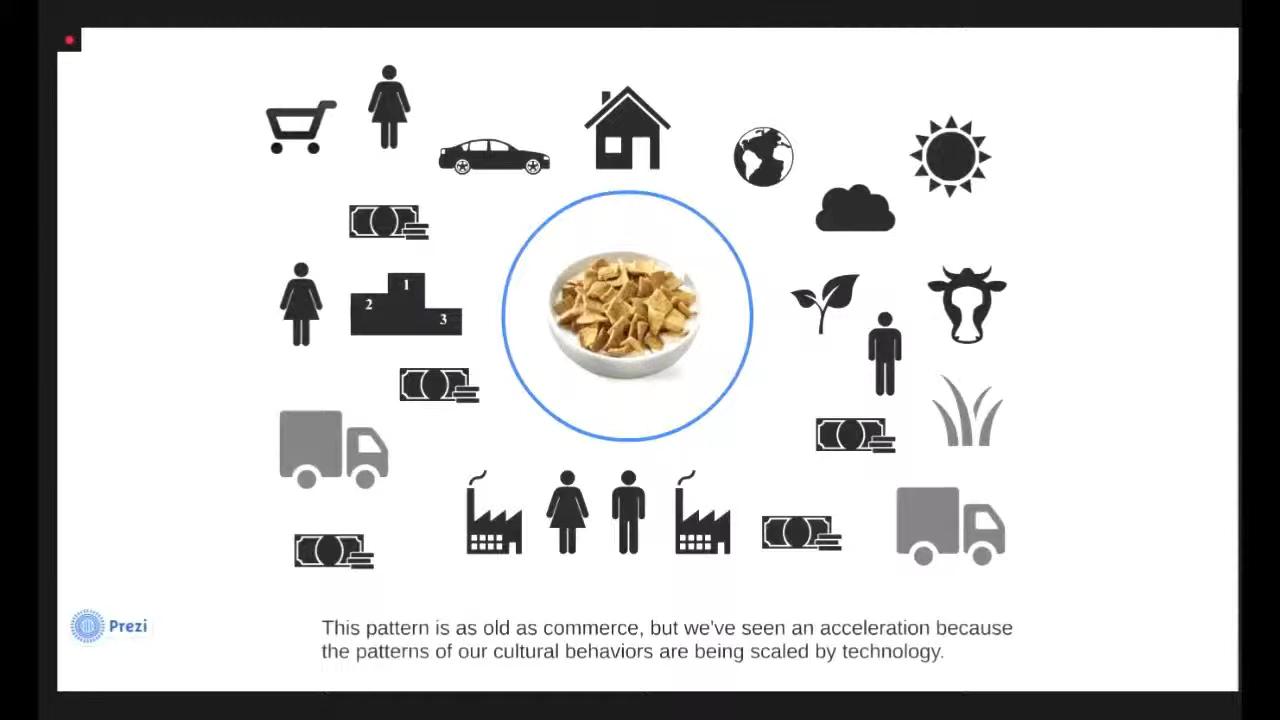 1
2
3
Prezi
This pattern is as old as commerce, but we've seen an acceleration because
the patterns of our cultural behaviors are being scaled by technology.